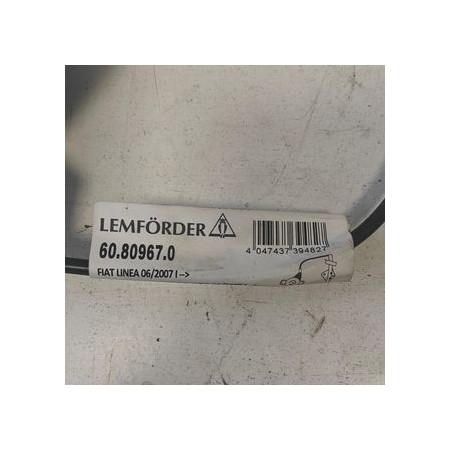 LEMFÖRDER
60.80967.0
FIAT LINEA 06/2007 I -->
4 047437 394827